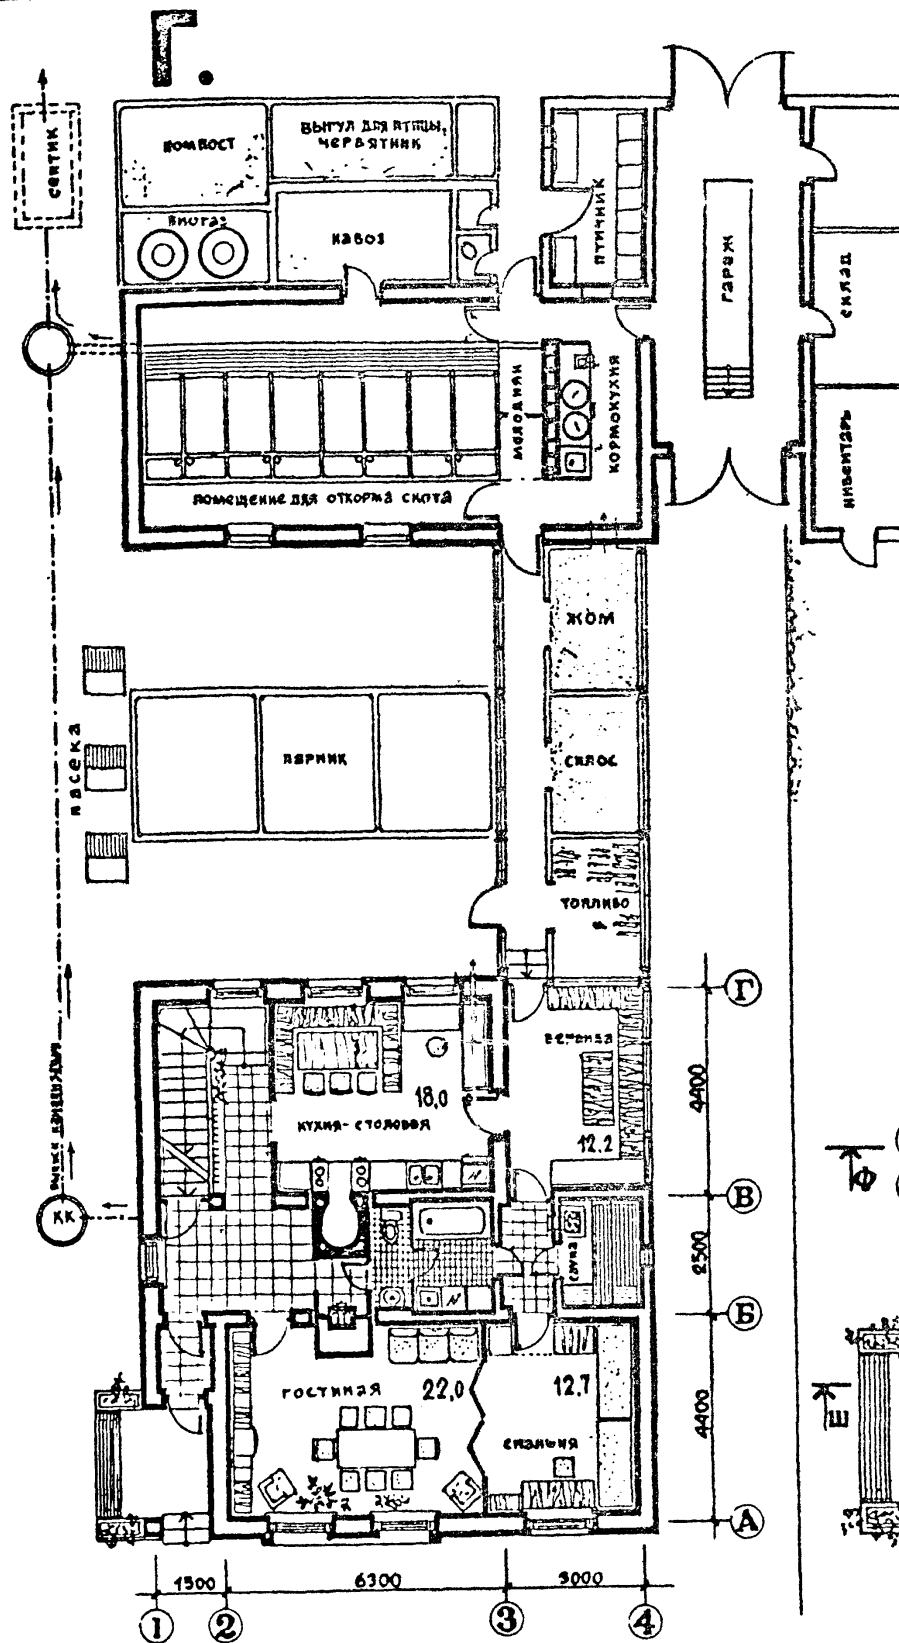 септик
компост
выгул для птицы,
червятник
биогаз
навоз
птичник
гараж
склад
инвентарь
молодняк
кормокухня
помещение для откорма скота
жом
силос
топливо
парник
пасека
веранда
12.2
18,0
кухня-столовая
КК
сауна
гостиная
22,0
12.7
спальня
Г
В
Б
А
4400
2500
4400
Ф
Ш
1500
6300
3000
1
2
3
4